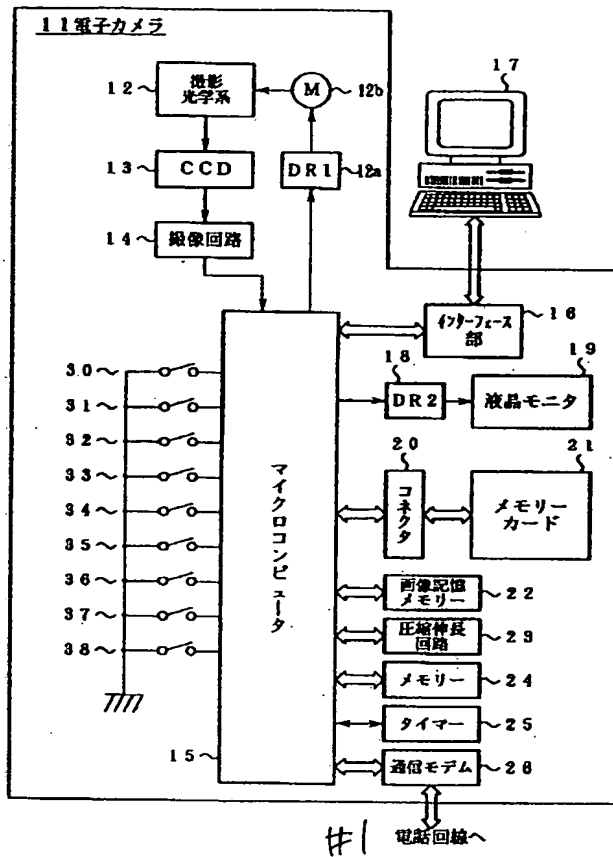 11電子カメラ
12～
撮影
光学系
M
～12b
17
13～
CCD
DR1
～12a
14～
撮像回路
インターフェース
部
16
30～
31～
32～
33～
34～
35～
36～
37～
38～
マイクロコンピュータ
15～
18
DR2
19
液晶モニタ
20
コネクタ
21
メモリー
カード
画像記憶
メモリー
～22
圧縮伸長
回路
～23
メモリー
～24
タイマー
～25
通信モデム
～26
#1
電話回線へ